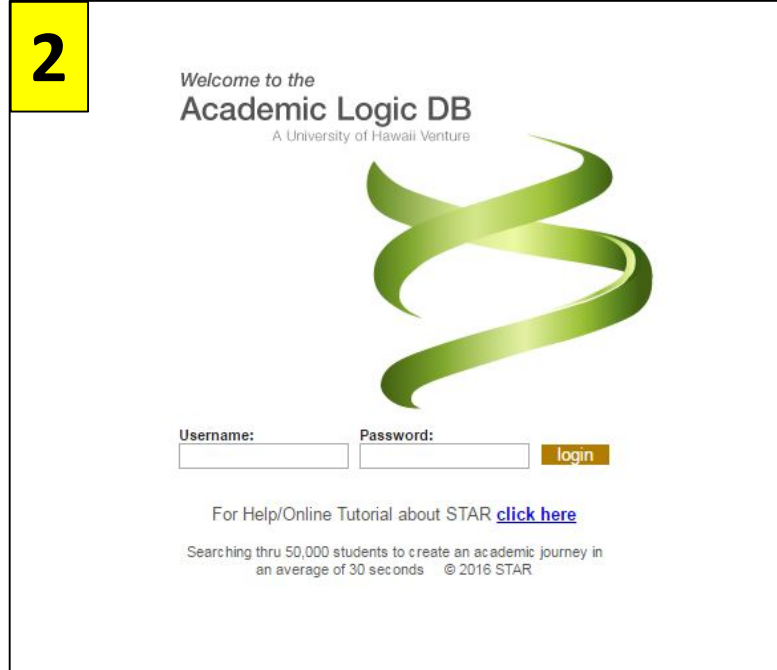 2
Welcome to the
Academic Logic DB
A University of Hawaii Venture
Username: Password:
login
For Help/Online Tutorial about STAR click here
Searching thru 50,000 students to create an academic journey in
an average of 30 seconds © 2016 STAR